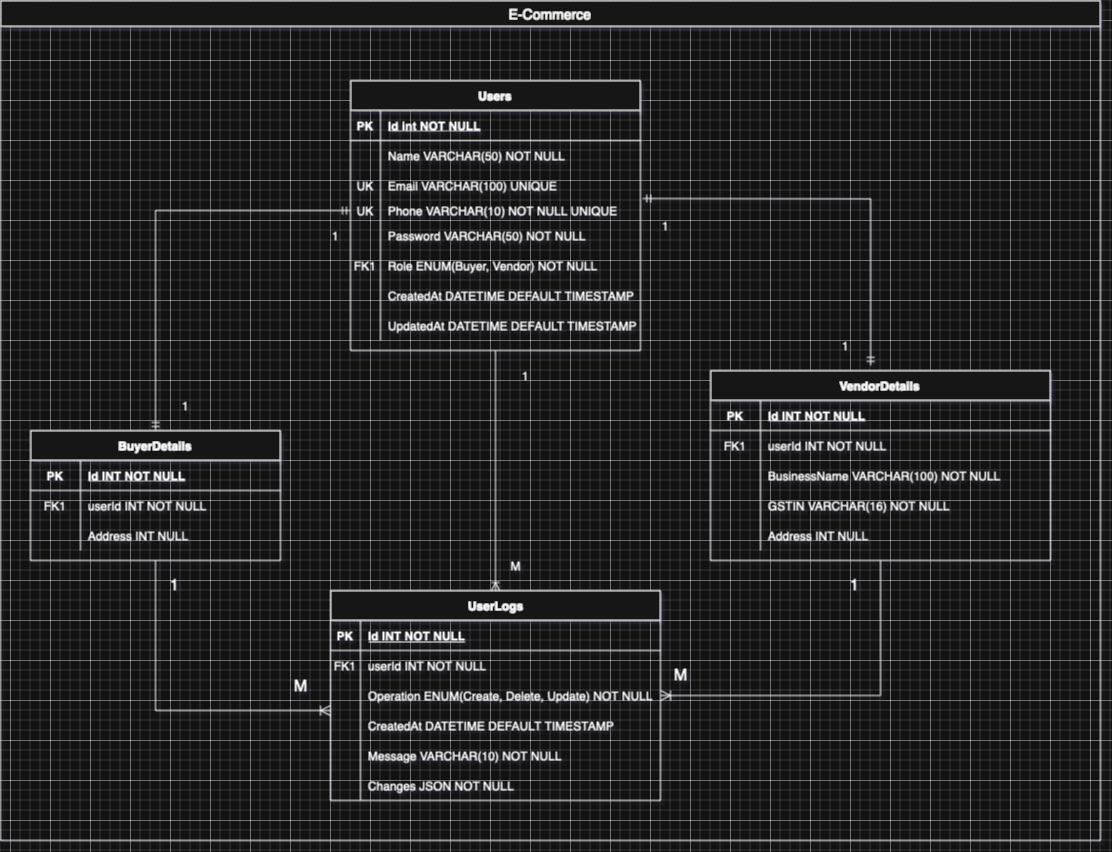 E-Commerce
Users
PK Id int NOT NULL
Name VARCHAR(50) NOT NULL
UK Email VARCHAR(100) UNIQUE
UK Phone VARCHAR(10) NOT NULL UNIQUE
Password VARCHAR(50) NOT NULL
FK1 Role ENUM(Buyer, Vendor) NOT NULL
CreatedAt DATETIME DEFAULT TIMESTAMP
UpdatedAt DATETIME DEFAULT TIMESTAMP
1
1
1
1
1
BuyerDetails
PK Id INT NOT NULL
FK1 userId INT NOT NULL
Address INT NULL
1
VendorDetails
PK Id INT NOT NULL
FK1 userId INT NOT NULL
BusinessName VARCHAR(100) NOT NULL
GSTIN VARCHAR(16) NOT NULL
Address INT NULL
1
M
M
M
UserLogs
PK Id INT NOT NULL
FK1 userId INT NOT NULL
Operation ENUM(Create, Delete, Update) NOT NULL
CreatedAt DATETIME DEFAULT TIMESTAMP
Message VARCHAR(10) NOT NULL
Changes JSON NOT NULL